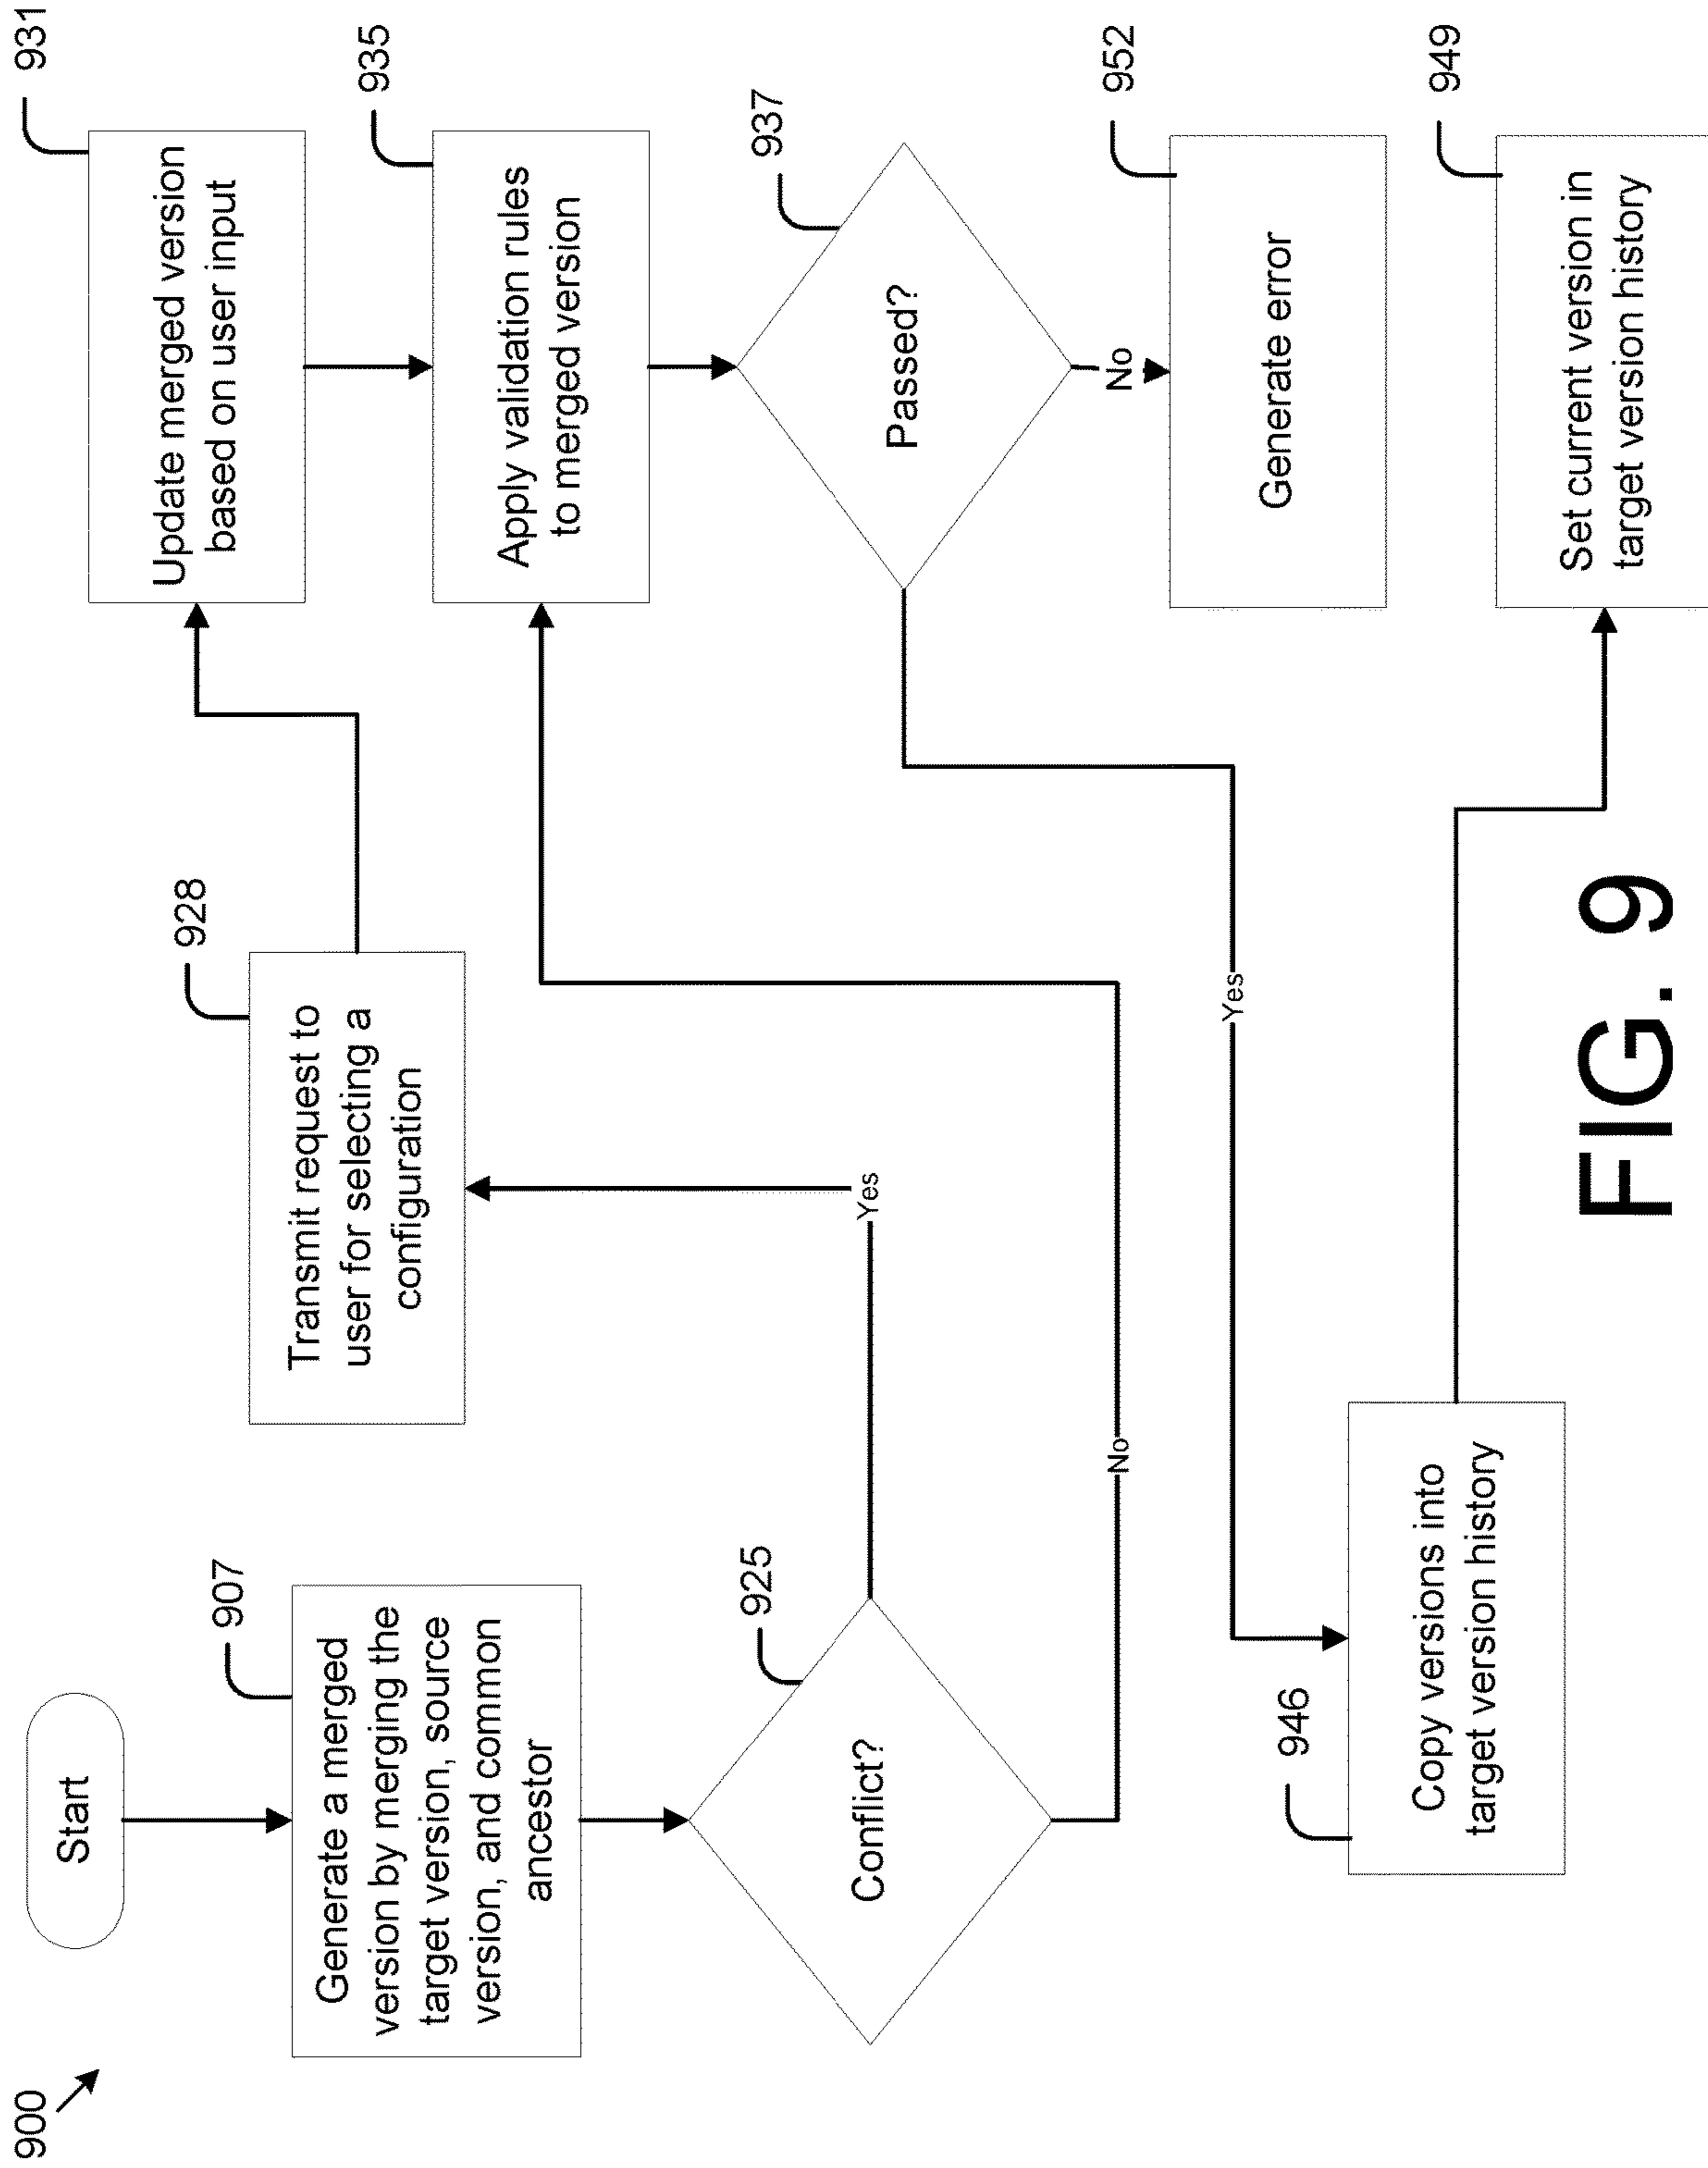 900
Start
907
Generate a merged
version by merging the
target version, source
version, and common
ancestor
925
Conflict?
Yes
No
928
Transmit request to
user for selecting a
configuration
931
Update merged version
based on user input
935
Apply validation rules
to merged version
937
Passed?
No
Yes
952
Generate error
946
Copy versions into
target version history
949
Set current version in
target version history
FIG. 9